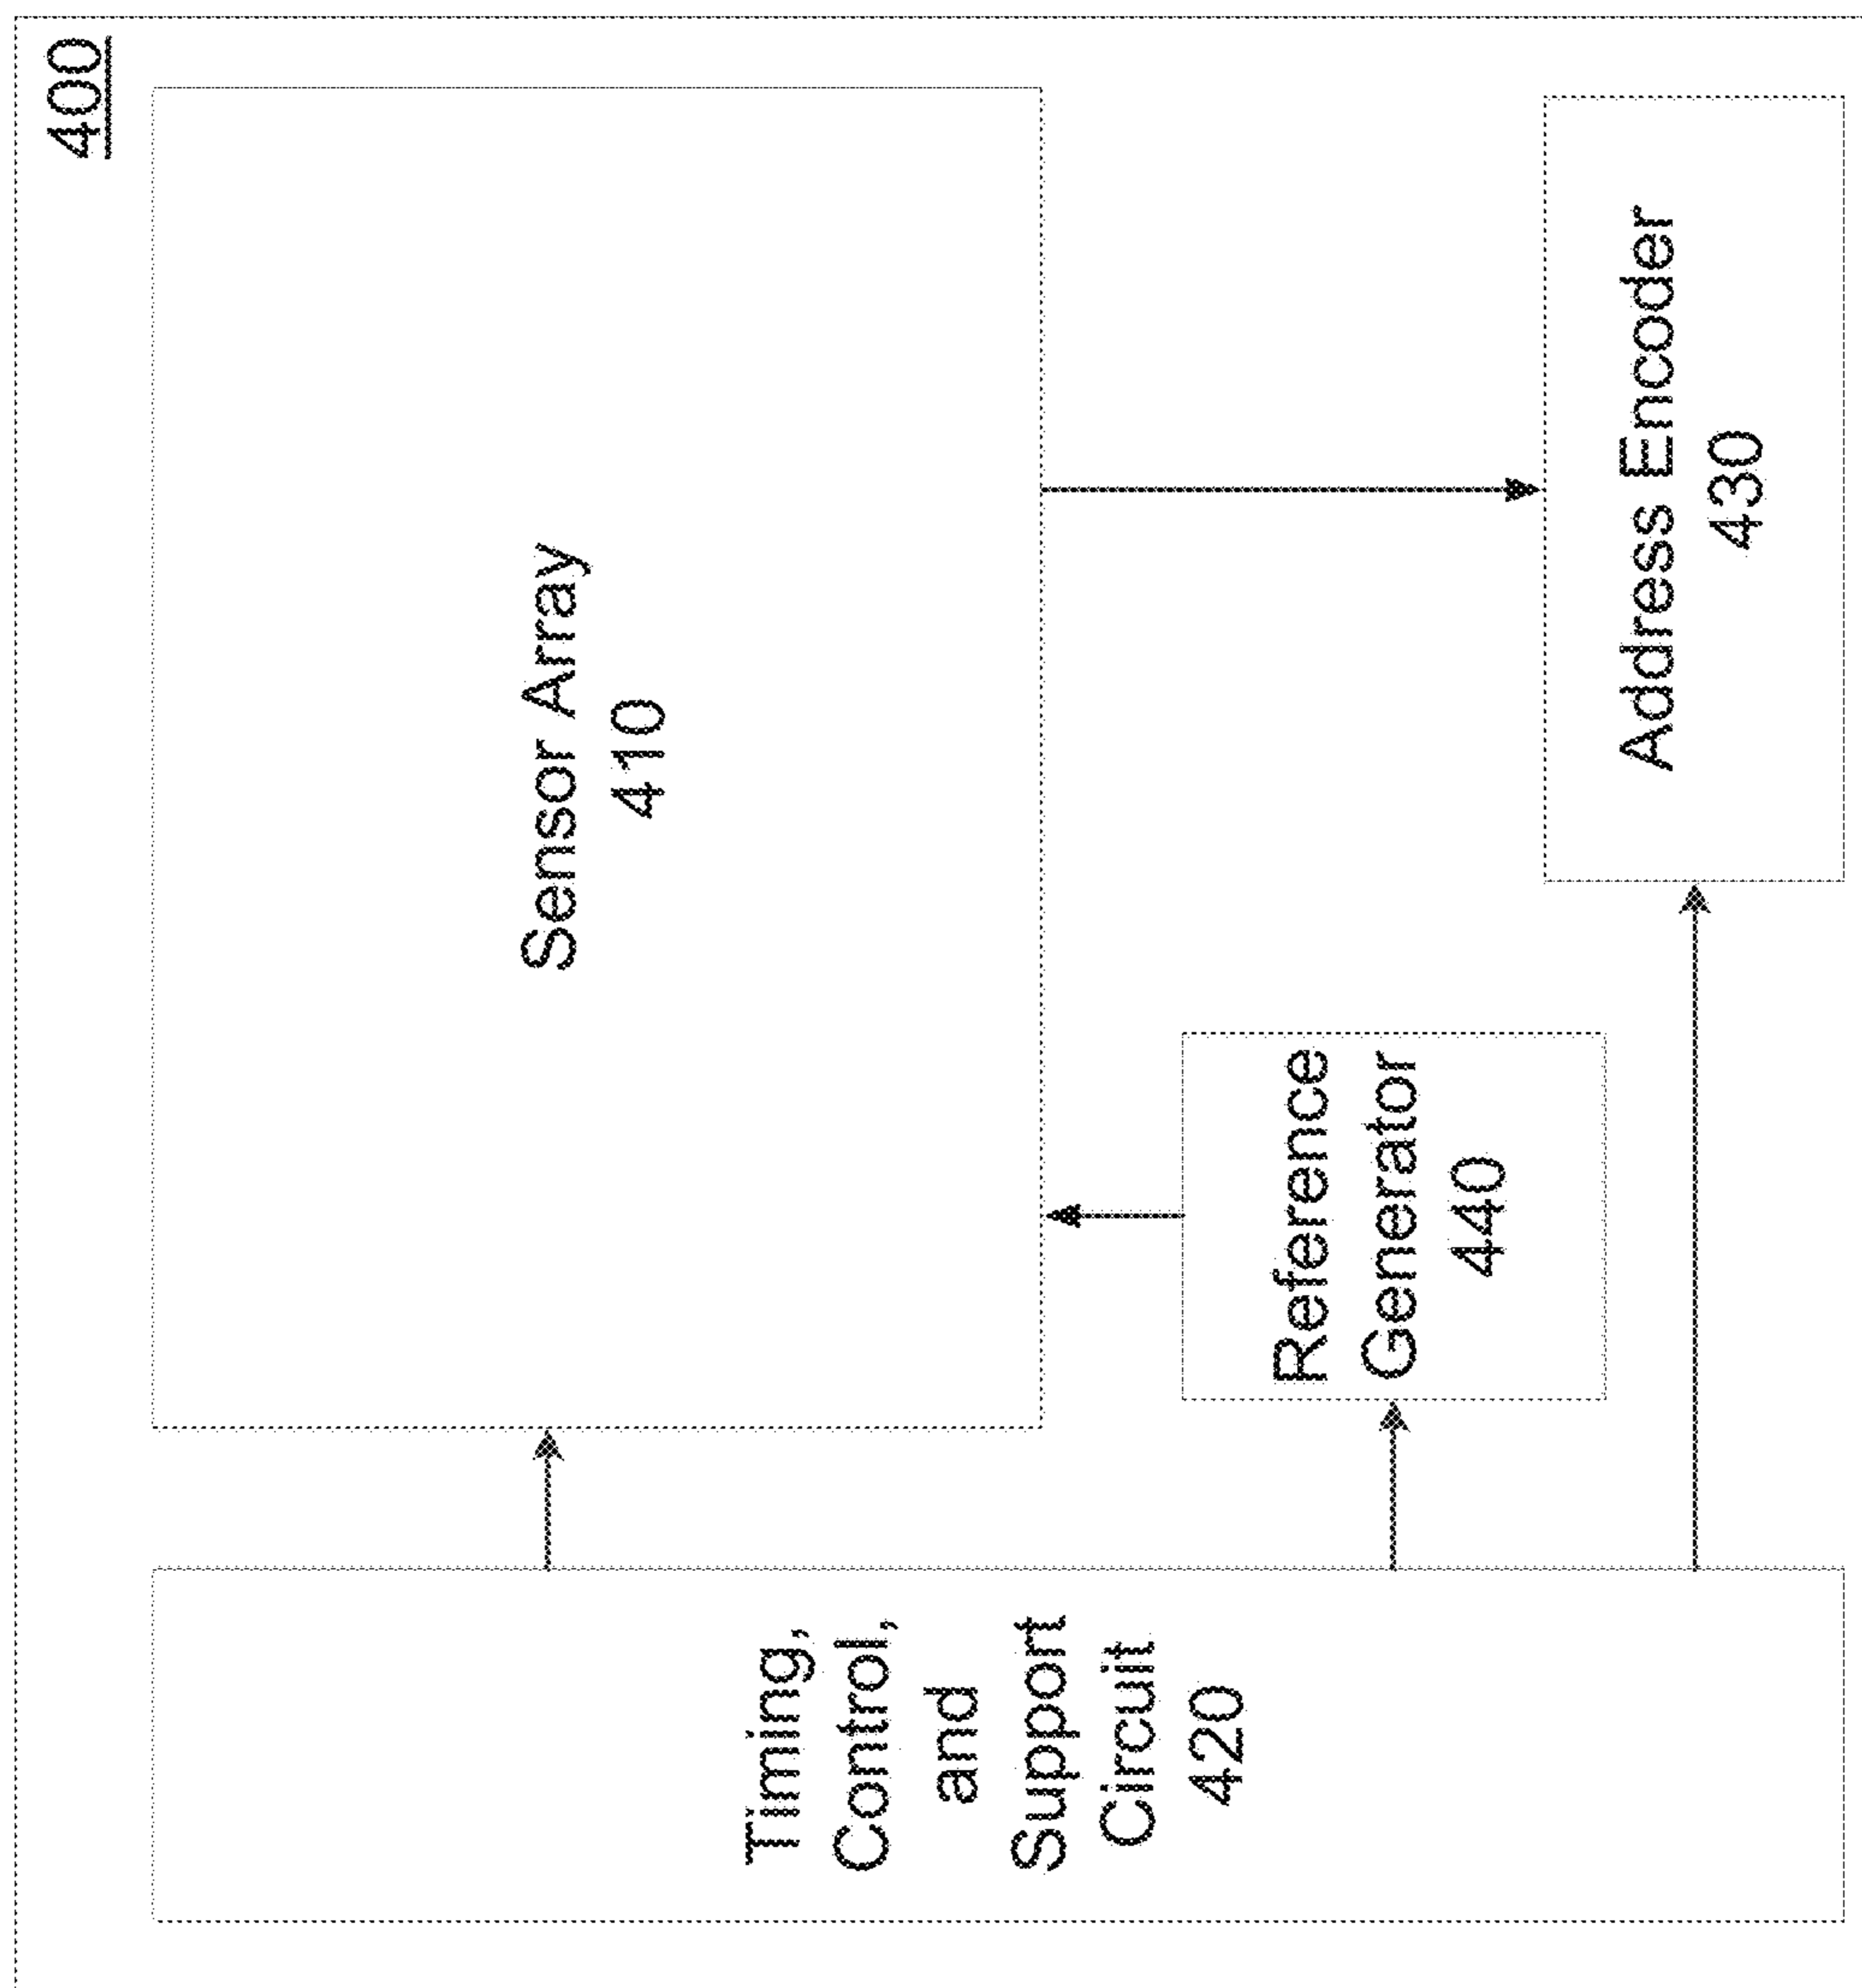 400
Sensor Array
410
Timing,
Control,
and
Support
Circuit
420
Reference
Generator
440
Address Encoder
430